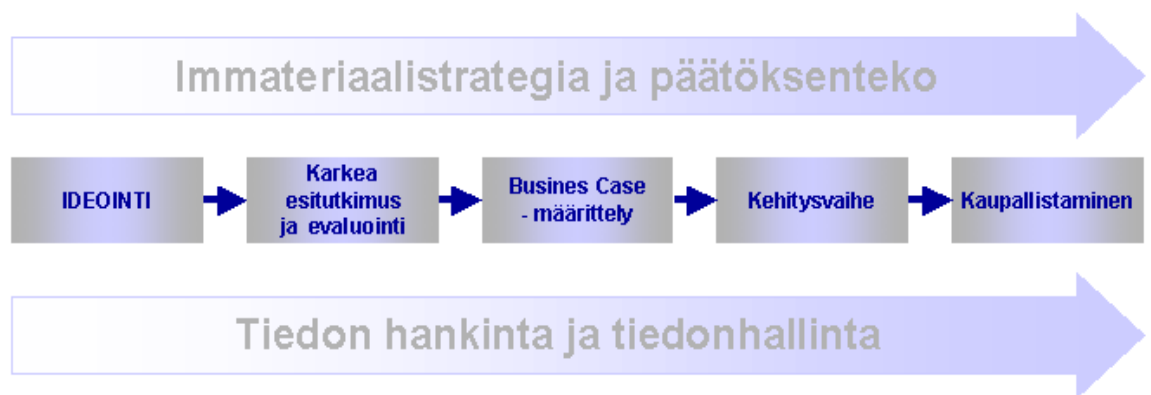 Immateriaalistrategia ja päätöksenteko
IDEOINTI
Karkea
esitutkimus
ja evaluointi
Busines Case
- määrittely
Kehitysvaihe
Kaupallistaminen
Tiedon hankinta ja tiedonhallinta